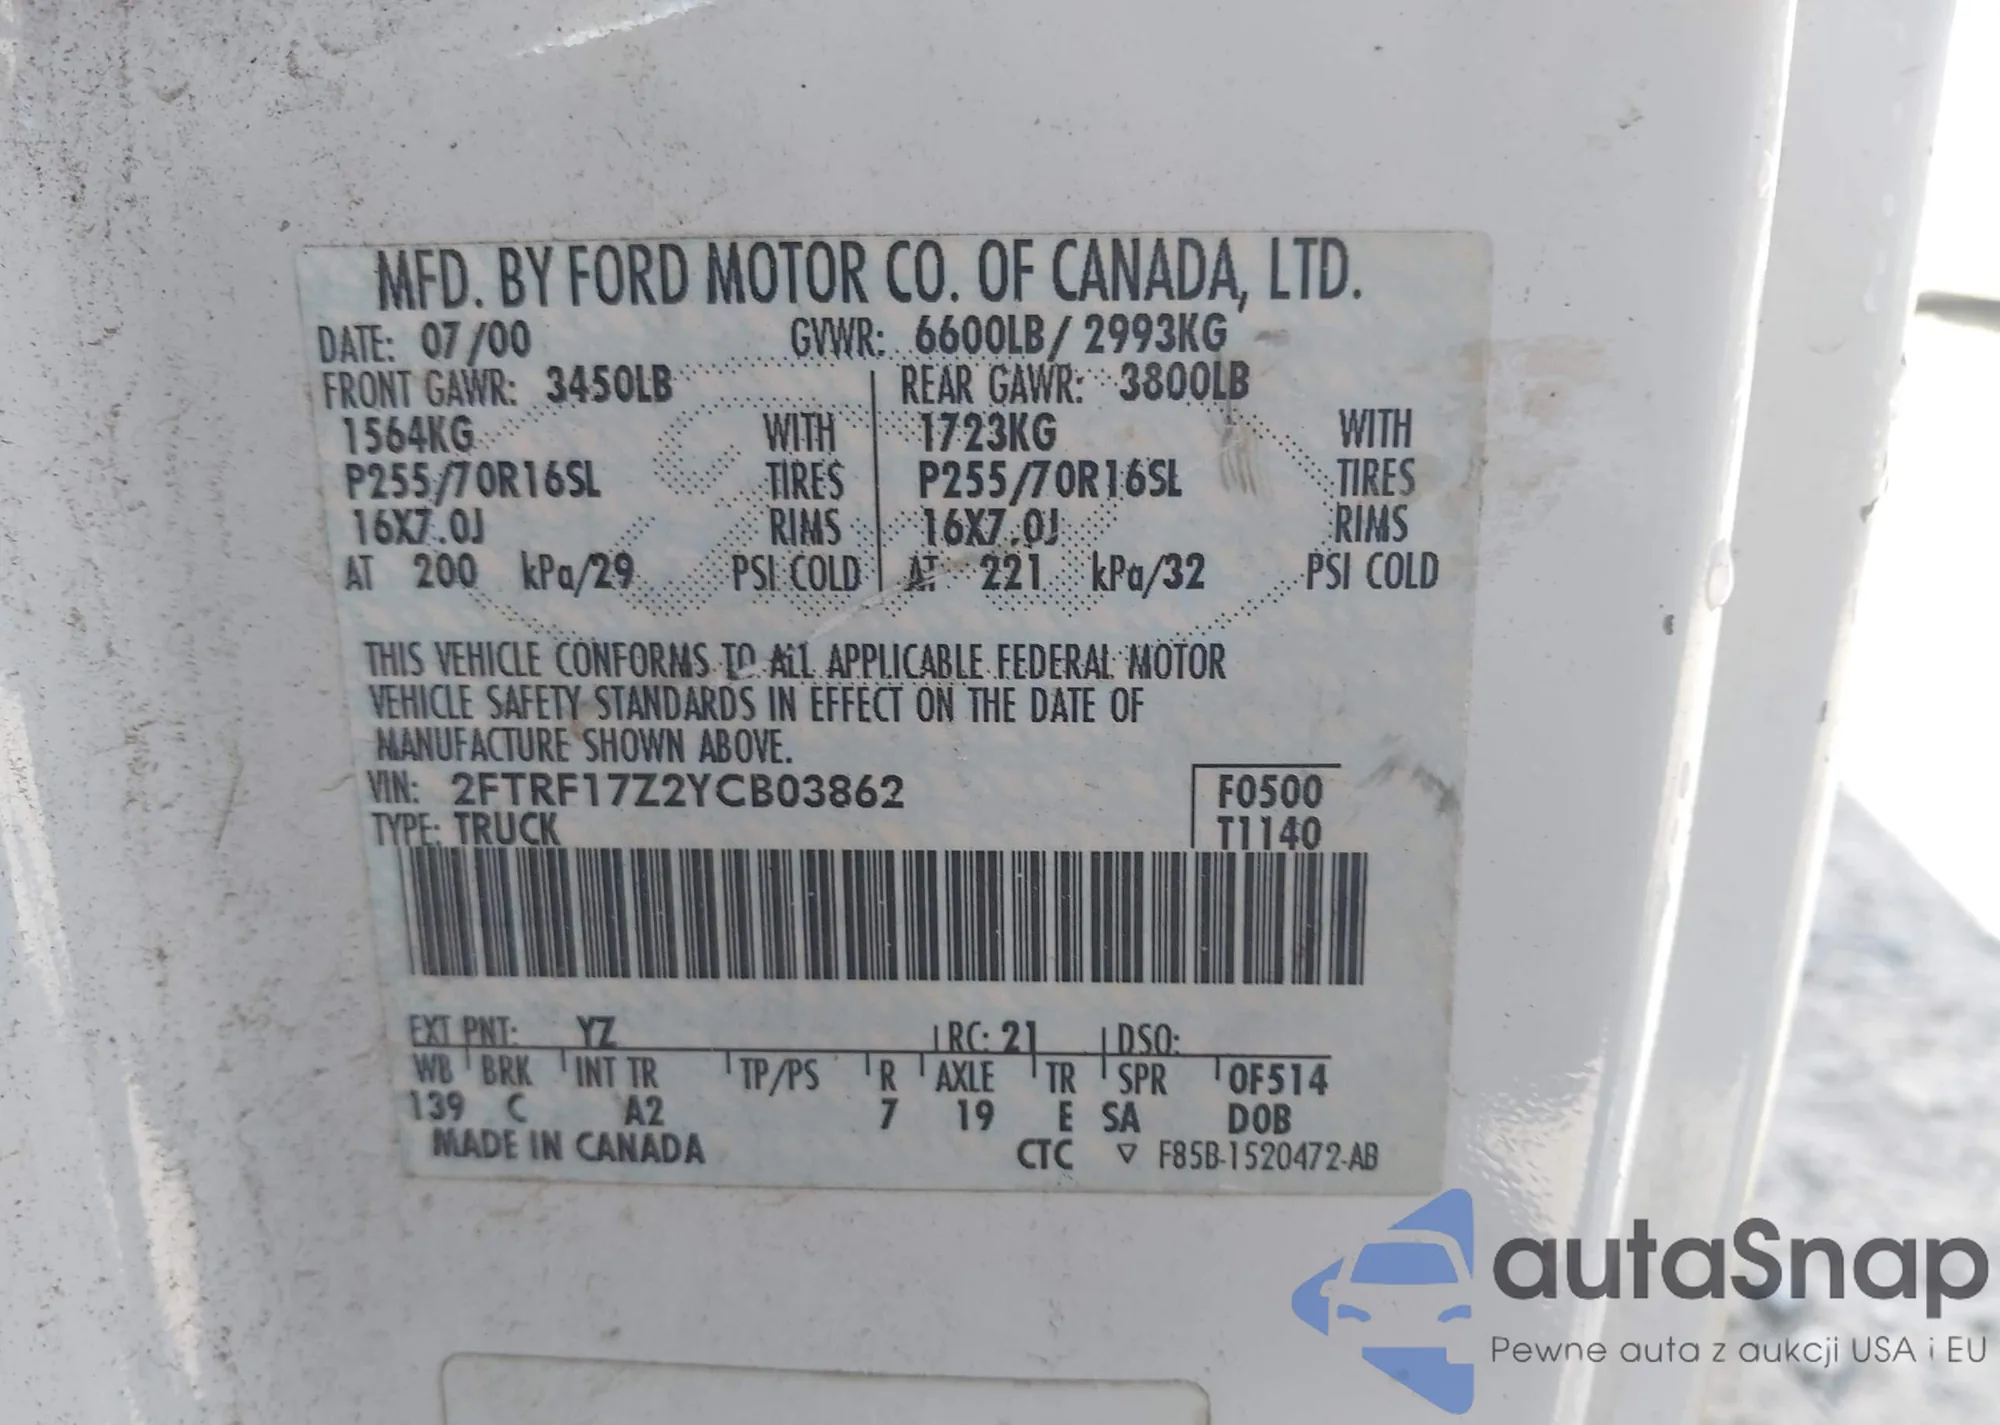 MFD. BY FORD MOTOR CO. OF CANADA, LTD.
DATE: 07/00 GVWR: 6600LB/ 2993KG
FRONT GAWR: 3450LB REAR GAWR: 3800LB
1564KG WITH 1723KG WITH
P255/70R16SL TIRES P255/70R16SL TIRES
16X7.0J RIMS 16X7.0J RIMS
AT 200 kPa/29 PSI COLD AT 221 kPa/32 PSI COLD
THIS VEHICLE CONFORMS TO ALL APPLICABLE FEDERAL MOTOR
VEHICLE SAFETY STANDARDS IN EFFECT ON THE DATE OF
MANUFACTURE SHOWN ABOVE.
VIN: 2FTRF17Z2YCB03862 F0500
TYPE: TRUCK T1140
EXT PNT: YZ RC: 21 DSO:
WB BRK INT TR TP/PS R AXLE TR SPR 0F514
139 C A2 7 19 E SA DOB
MADE IN CANADA CTC ▽ F85B-1520472-AB
autaSnap
Pewne auta z aukcji USA i EU